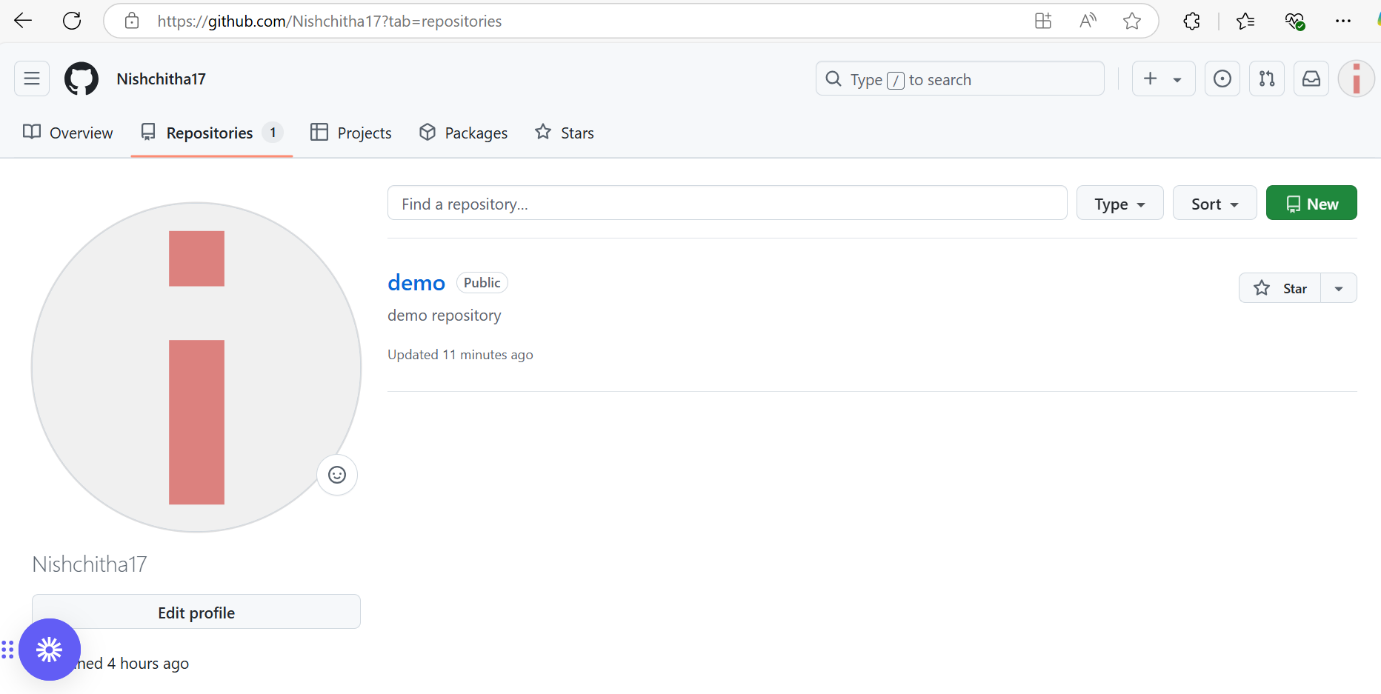 https://github.com/Nishchitha17?tab=repositories
Nishchitha17
Type / to search
Overview Repositories 1 Projects Packages Stars
Find a repository...
Type Sort New
demo Public
Star
demo repository
Updated 11 minutes ago
Nishchitha17
Edit profile
4 hours ago